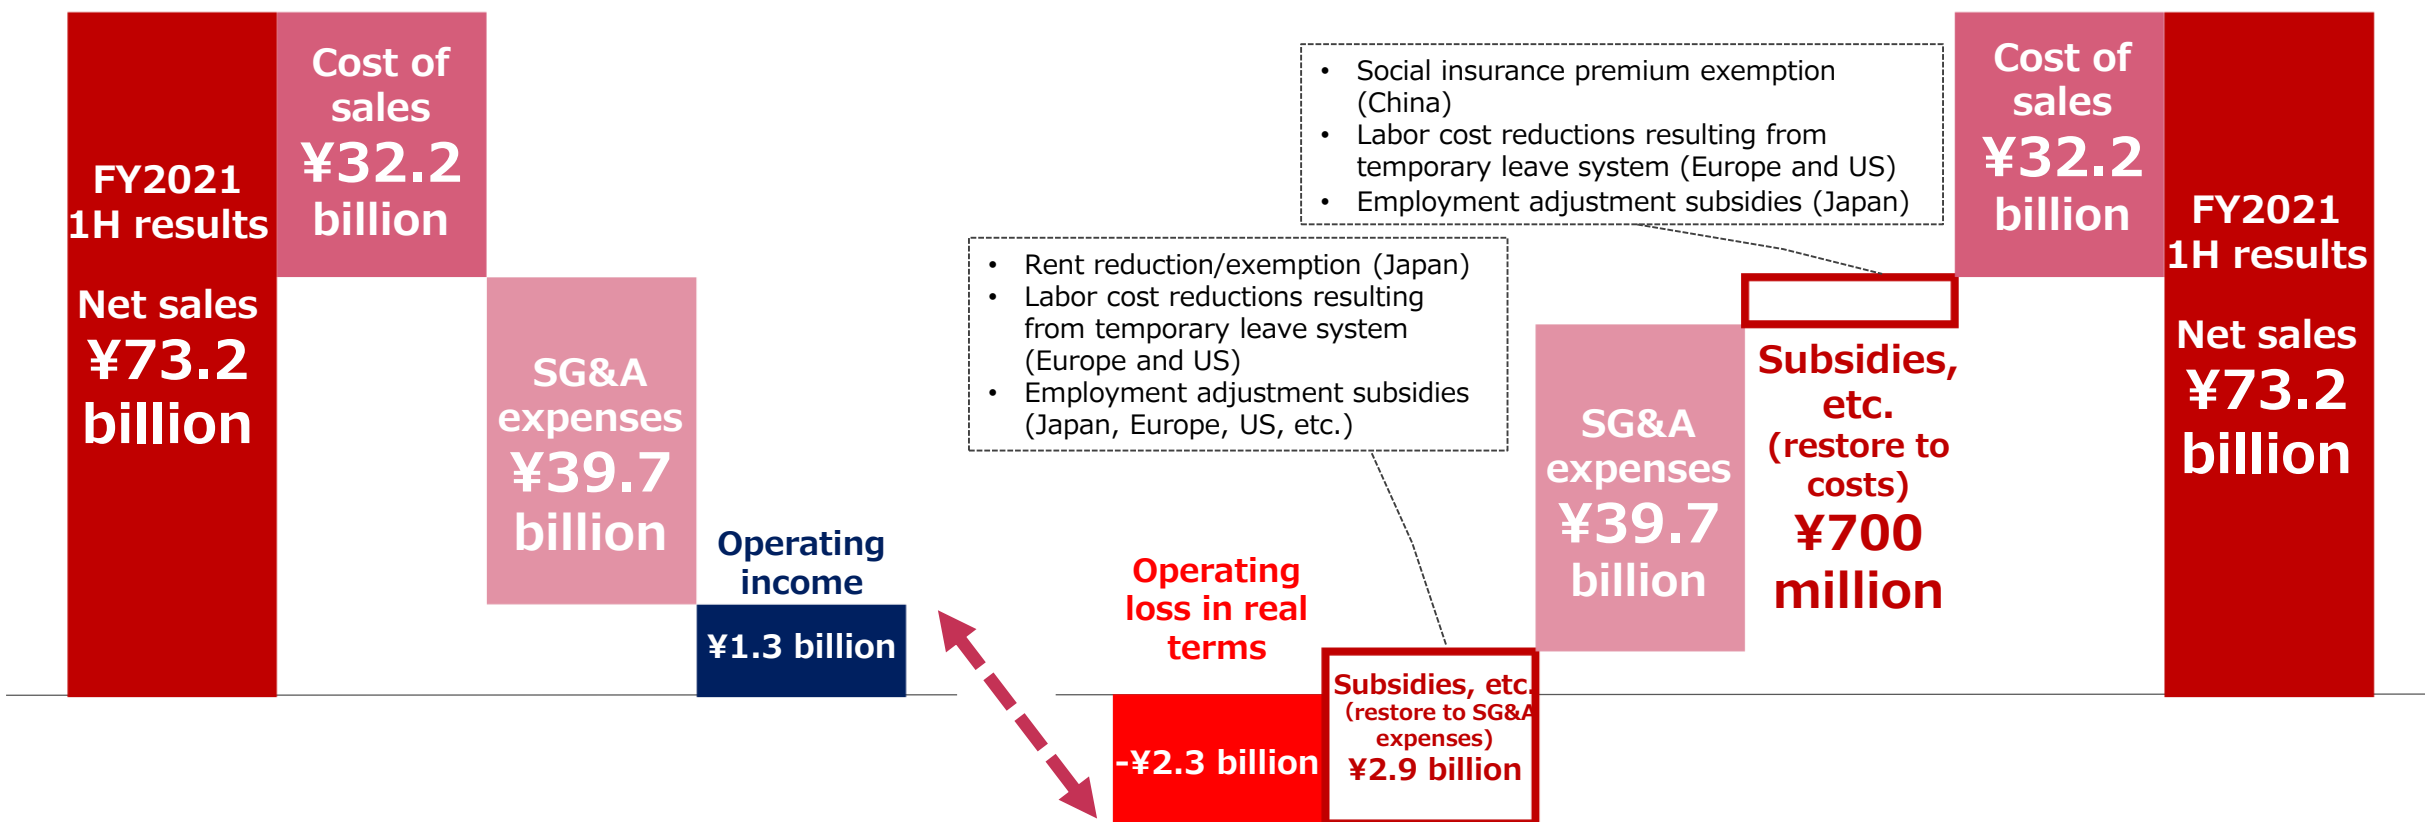 FY2021
1H results
Net sales
¥73.2
billion
Cost of
sales
¥32.2
billion
SG&A
expenses
¥39.7
billion
Operating
income
¥1.3 billion
Operating
loss in real
terms
-¥2.3 billion
• Rent reduction/exemption (Japan)
• Labor cost reductions resulting
from temporary leave system
(Europe and US)
• Employment adjustment subsidies
(Japan, Europe, US, etc.)
Subsidies, etc.
(restore to SG&A
expenses)
¥2.9 billion
SG&A
expenses
¥39.7
billion
• Social insurance premium exemption
(China)
• Labor cost reductions resulting from
temporary leave system (Europe and US)
• Employment adjustment subsidies (Japan)
Subsidies,
etc.
(restore to
costs)
¥700
million
Cost of
sales
¥32.2
billion
FY2021
1H results
Net sales
¥73.2
billion